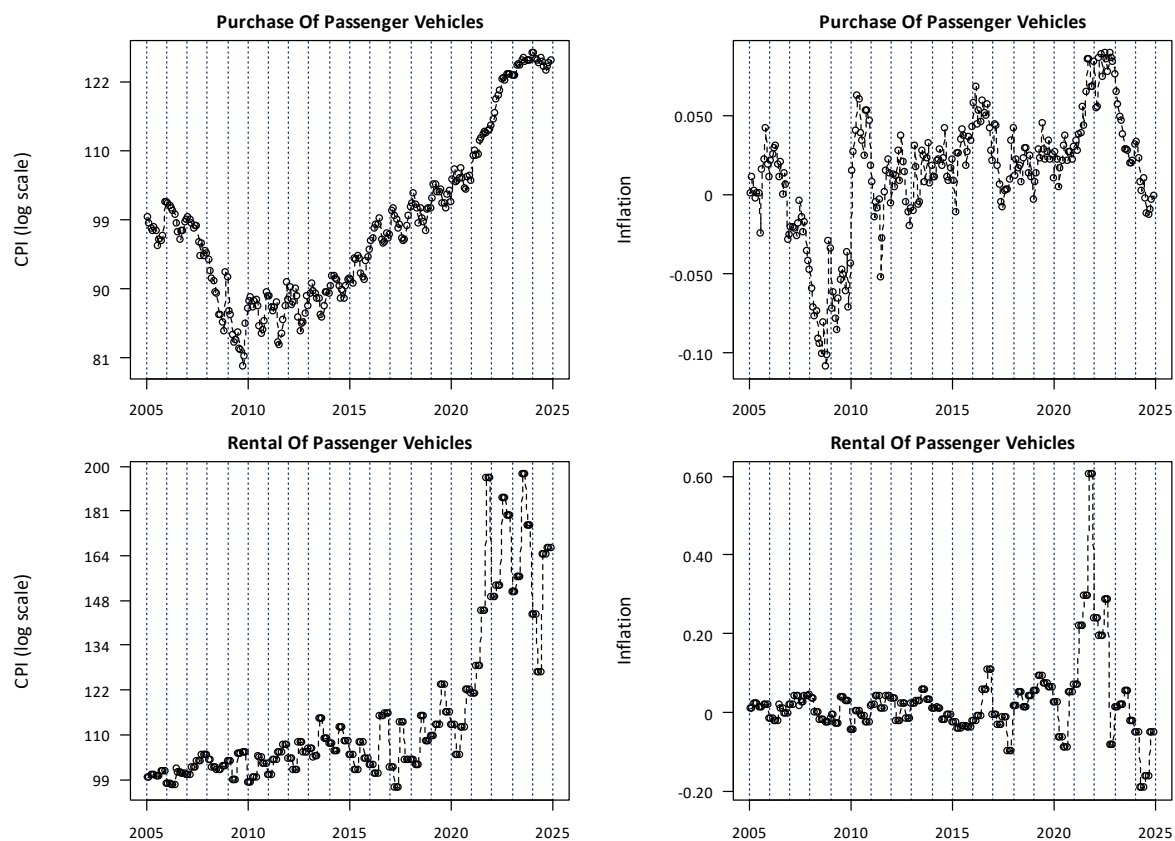 Purchase Of Passenger Vehicles
CPI (log scale)
122
110
99
90
81
2005 2010 2015 2020 2025
Purchase Of Passenger Vehicles
Inflation
0.050
0
-0.050
-0.10
2005 2010 2015 2020 2025
Rental Of Passenger Vehicles
CPI (log scale)
200
181
164
148
134
122
110
99
2005 2010 2015 2020 2025
Rental Of Passenger Vehicles
Inflation
0.60
0.40
0.20
0
-0.20
2005 2010 2015 2020 2025